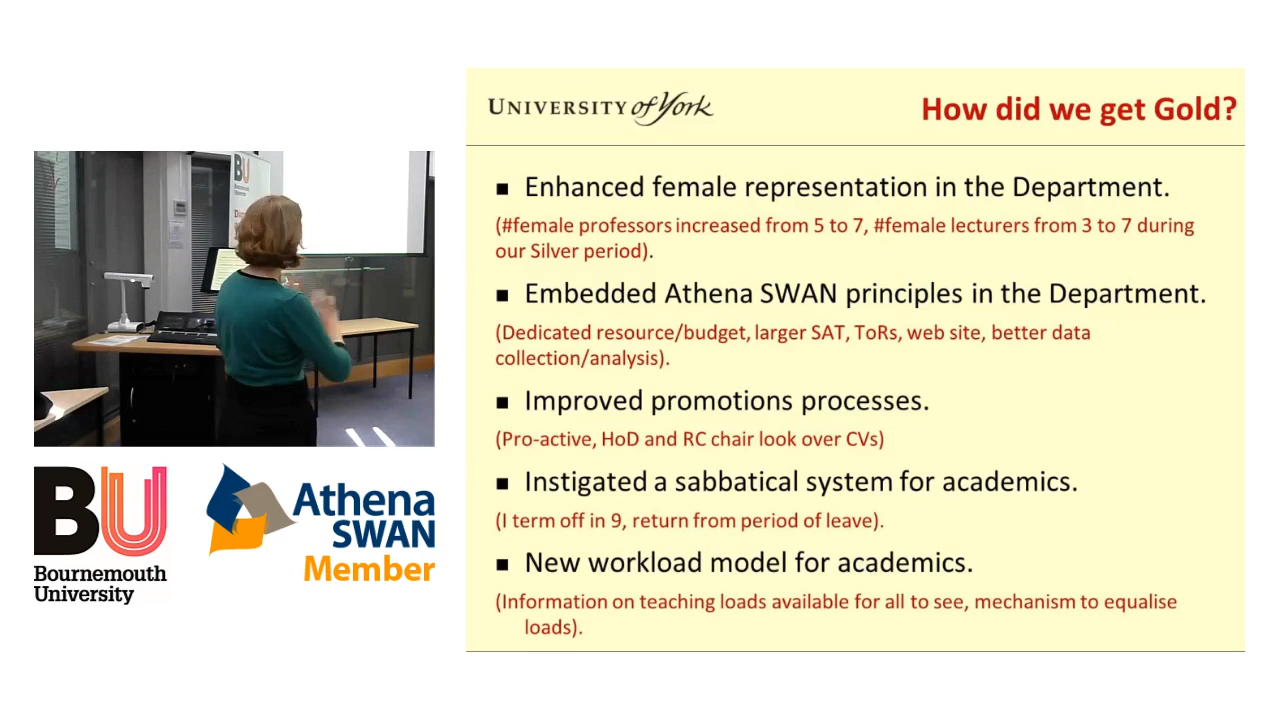 UNIVERSITY of York
How did we get Gold?
■ Enhanced female representation in the Department.
(#female professors increased from 5 to 7, #female lecturers from 3 to 7 during
our Silver period).
■ Embedded Athena SWAN principles in the Department.
(Dedicated resource/budget, larger SAT, ToRs, web site, better data
collection/analysis).
■ Improved promotions processes.
(Pro-active, HoD and RC chair look over CVs)
■ Instigated a sabbatical system for academics.
(I term off in 9, return from period of leave).
■ New workload model for academics.
(Information on teaching loads available for all to see, mechanism to equalise
loads).
BU
Bournemouth
University
BU
Bournemouth
University
Athena
SWAN
Member